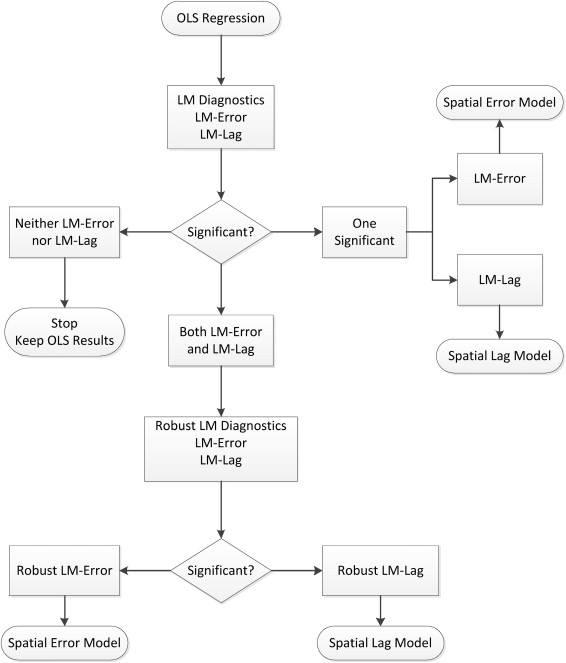 OLS Regression
LM Diagnostics
LM-Error
LM-Lag
Spatial Error Model
LM-Error
Neither LM-Error
nor LM-Lag
Significant?
One
Significant
LM-Lag
Stop
Keep OLS Results
Both LM-Error
and LM-Lag
Spatial Lag Model
Robust LM Diagnostics
LM-Error
LM-Lag
Robust LM-Error
Significant?
Robust LM-Lag
Spatial Error Model
Spatial Lag Model